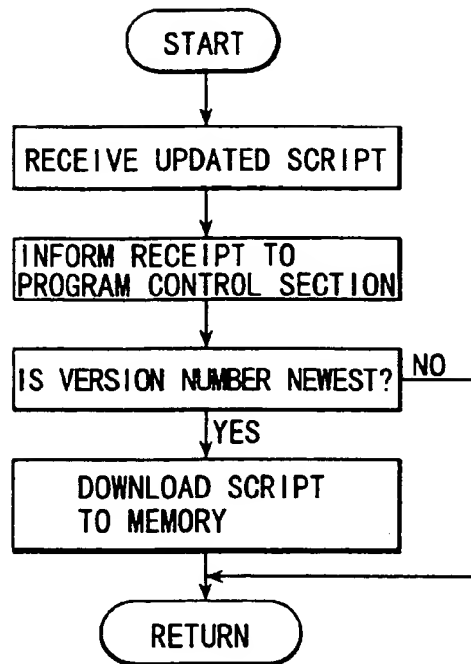 START
RECEIVE UPDATED SCRIPT
INFORM RECEIPT TO
PROGRAM CONTROL SECTION
IS VERSION NUMBER NEWEST?
NO
YES
DOWNLOAD SCRIPT
TO MEMORY
RETURN